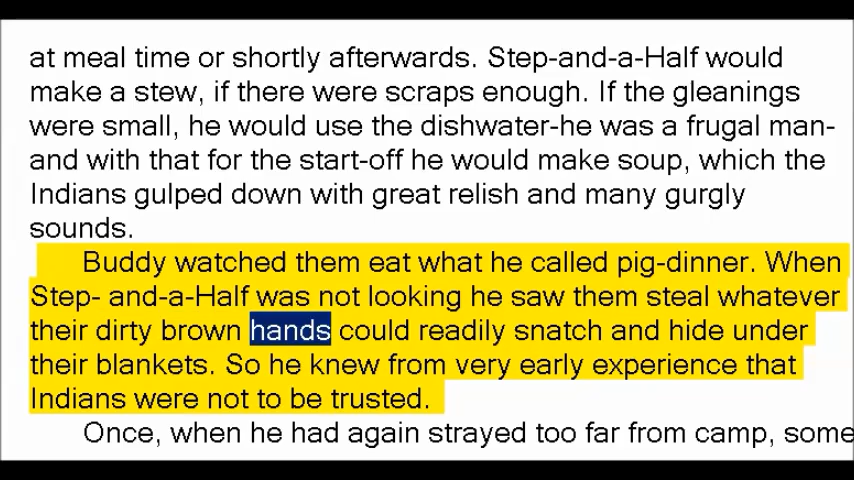 at meal time or shortly afterwards. Step-and-a-Half would
make a stew, if there were scraps enough. If the gleanings
were small, he would use the dishwater-he was a frugal man-
and with that for the start-off he would make soup, which the
Indians gulped down with great relish and many gurgly
sounds.
Buddy watched them eat what he called pig-dinner. When
Step- and-a-Half was not looking he saw them steal whatever
their dirty brown hands could readily snatch and hide under
their blankets. So he knew from very early experience that
Indians were not to be trusted.
Once, when he had again strayed too far from camp, some